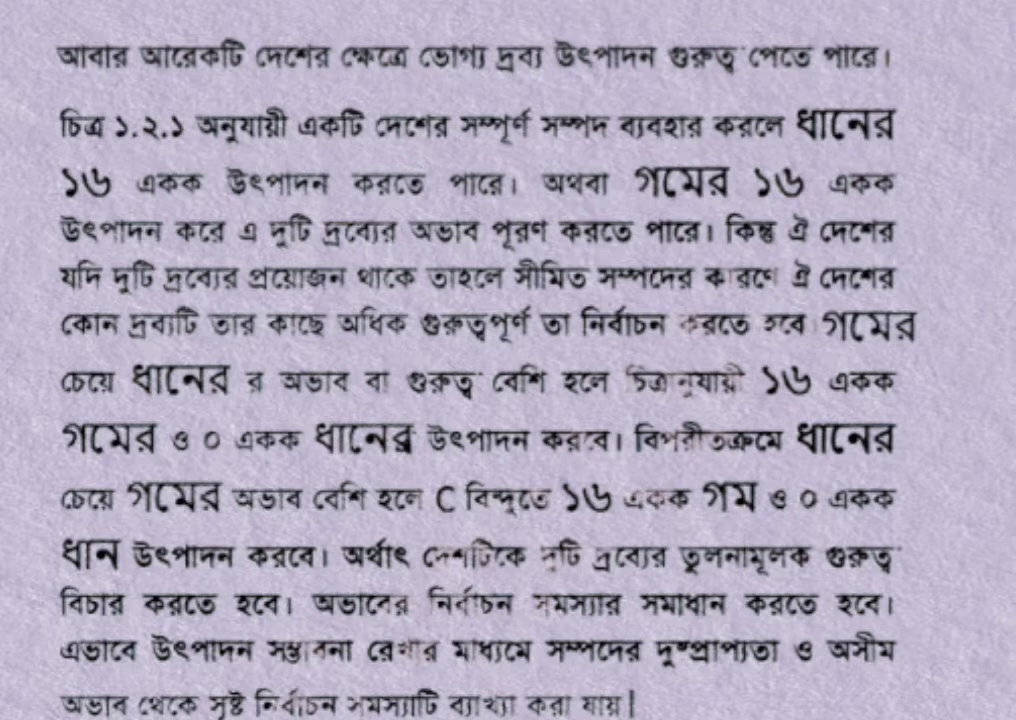 আবার আরেকটি দেশের ক্ষেত্রে ভোগ্য দ্রব্য উৎপাদন গুরুত্ব পেতে পারে।
চিত্র ১.২.১ অনুযায়ী একটি দেশের সম্পূর্ণ সম্পদ ব্যবহার করলে ধানের
১৬ একক উৎপাদন করতে পারে। অথবা গমের ১৬ একক
উৎপাদন করে এ দুটি দ্রব্যের অভাব পূরণ করতে পারে। কিন্তু ঐ দেশের
যদি দুটি দ্রব্যের প্রয়োজন থাকে তাহলে সীমিত সম্পদের কারণে ঐ দেশের
কোন দ্রব্যটি তার কাছে অধিক গুরুত্বপূর্ণ তা নির্বাচন করতে হবে গমের
চেয়ে ধানের র অভাব বা গুরুত্ব বেশি হলে চিত্রানুযায়ী ১৬ একক
গমের ও ০ একক ধানের উৎপাদন করবে। বিপরীতক্রমে ধানের
চেয়ে গমের অভাব বেশি হলে C বিন্দুতে ১৬ একক গম ও ০ একক
ধান উৎপাদন করবে। অর্থাৎ দেশটিকে দুটি দ্রব্যের তুলনামূলক গুরুত্ব
বিচার করতে হবে। অভাবের নির্বাচন সমস্যার সমাধান করতে হবে।
এভাবে উৎপাদন সম্ভাবনা রেখার মাধ্যমে সম্পদের দুষ্প্রাপ্যতা ও অসীম
অভাব থেকে সৃষ্ট নির্বাচন সমস্যাটি ব্যাখ্যা করা যায়|